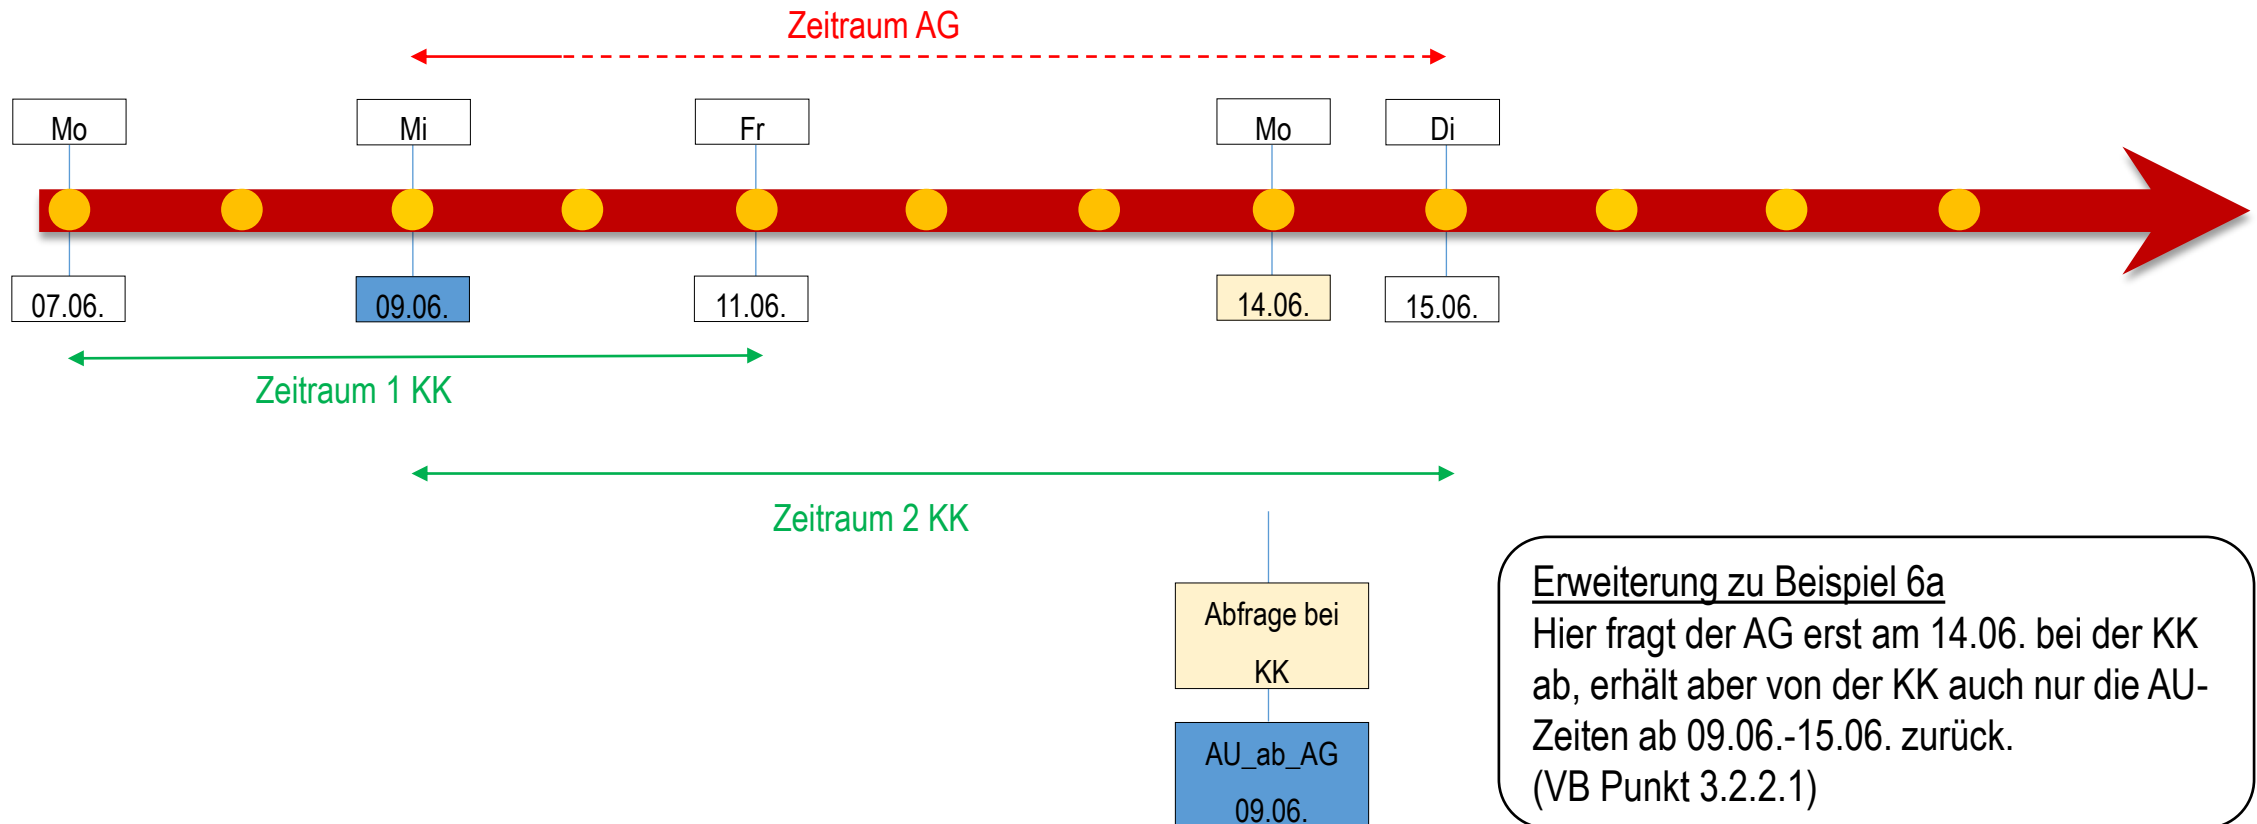 Zeitraum AG
Mo
Mi
Fr
Mo
Di
07.06.
09.06.
11.06.
14.06.
15.06.
Zeitraum 1 KK
Zeitraum 2 KK
Abfrage bei
KK
AU_ab_AG
09.06.
Erweiterung zu Beispiel 6a
Hier fragt der AG erst am 14.06. bei der KK
ab, erhält aber von der KK auch nur die AU-
Zeiten ab 09.06.-15.06. zurück.
(VB Punkt 3.2.2.1)